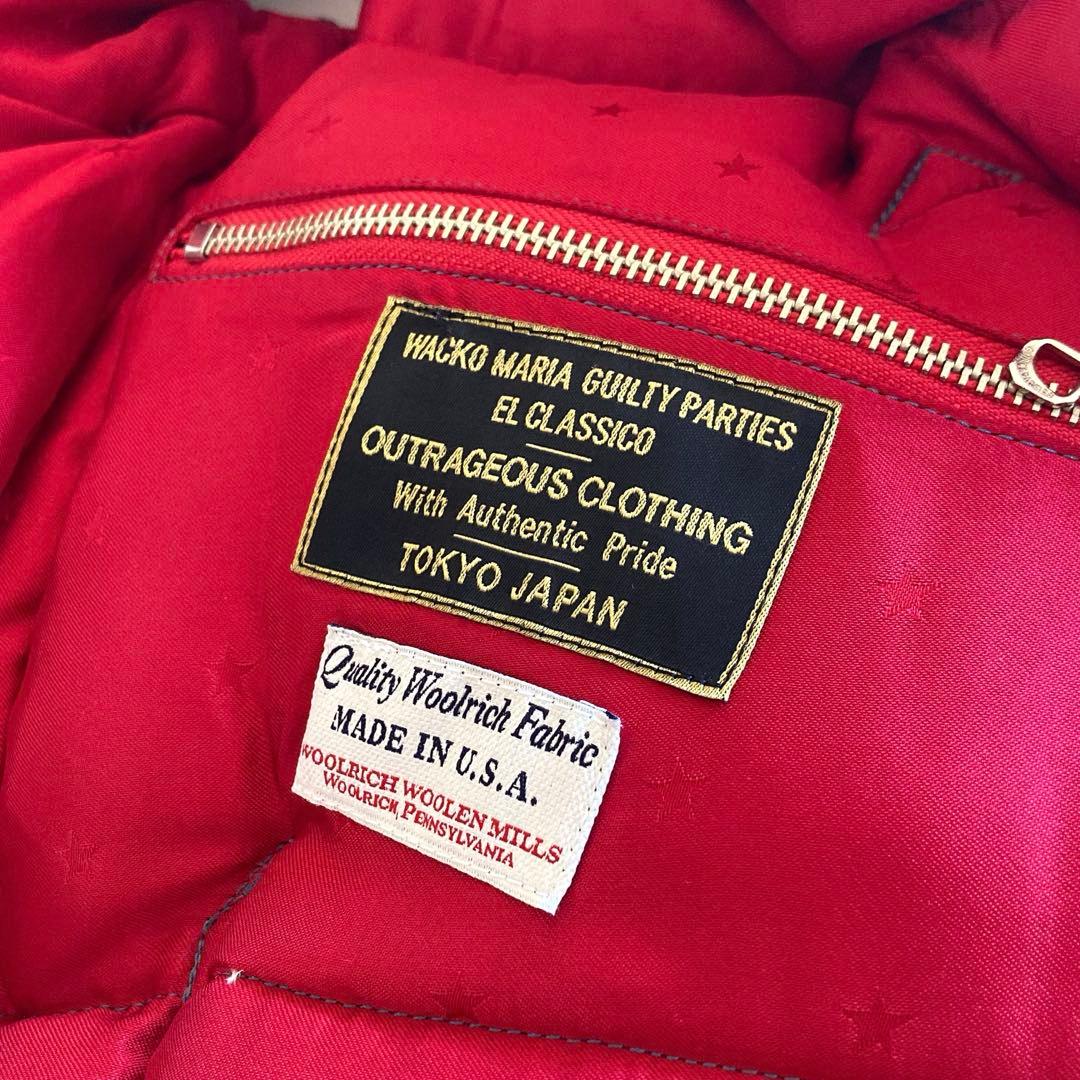 WACKO MARIA GUILTY PARTIES
EL CLASSICO
OUTRAGEOUS CLOTHING
With Authentic Pride
TOKYO JAPAN
Quality Woolrich Fabric
MADE IN U.S.A.
WOOLRICH WOOLEN MILLS
WOOLRICH, PENNSYLVANIA